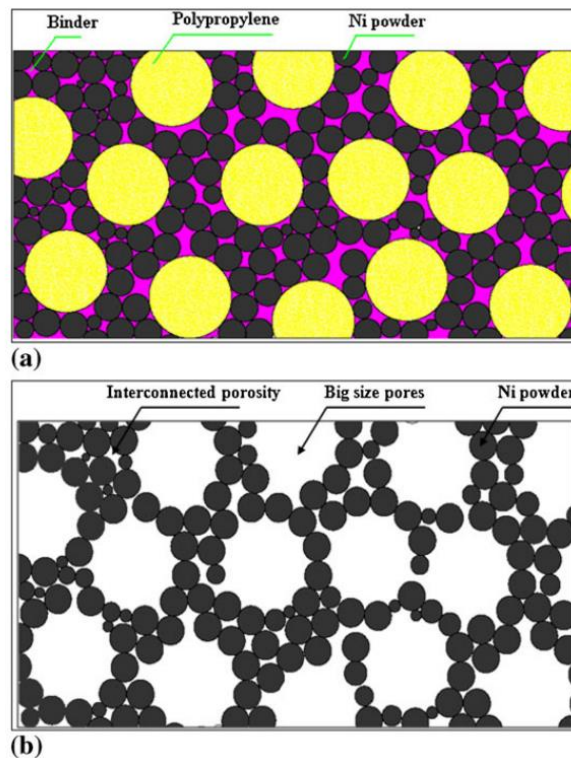 Binder Polypropylene Ni powder
(a)
Interconnected porosity Big size pores Ni powder
(b)